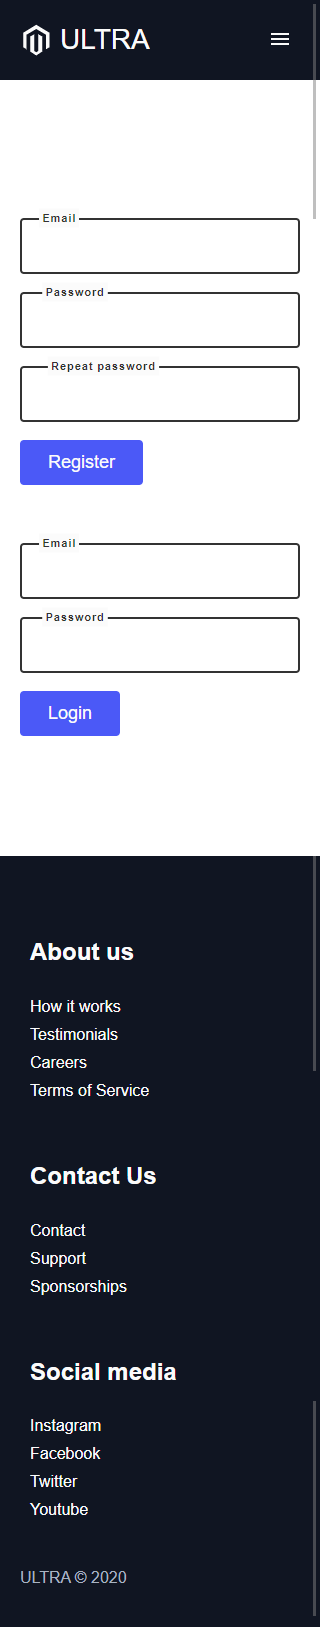 ULTRA
Email
Password
Repeat password
Register
Email
Password
Login
About us
How it works
Testimonials
Careers
Terms of Service
Contact Us
Contact
Support
Sponsorships
Social media
Instagram
Facebook
Twitter
Youtube
ULTRA © 2020